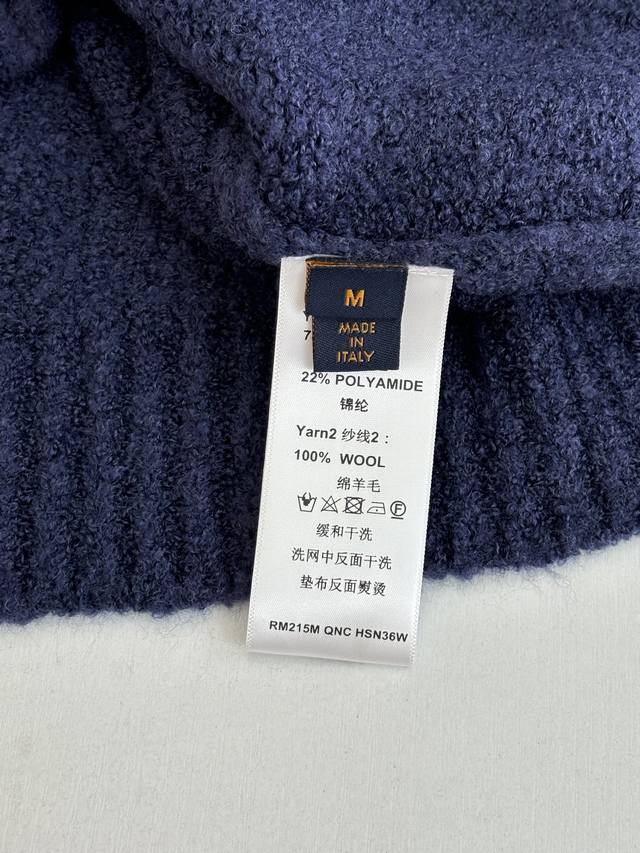 M
MADE
IN
ITALY
22% POLYAMIDE
锦纶
Yarn2 纱线2：
100% WOOL
绵羊毛
F
缓和干洗
洗网中反面干洗
垫布反面熨烫
RM215M QNC HSN36W